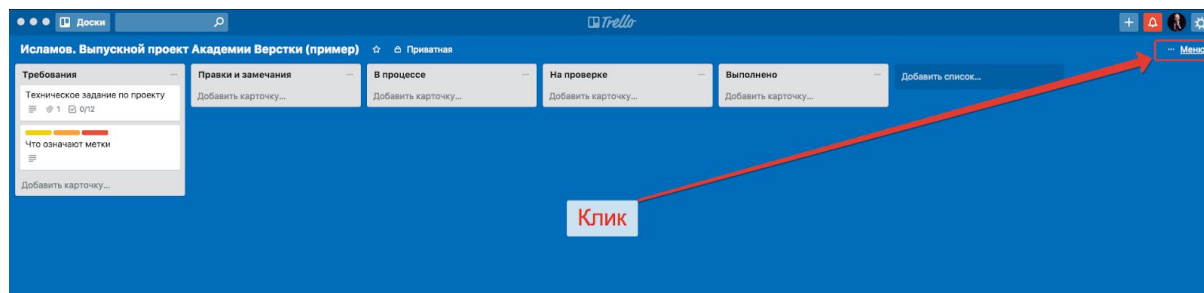 Доски
Trello
Исламов. Выпускной проект Академии Верстки (пример)
Приватная
... Меню
Требования
Техническое задание по проекту
1 0/12
Что означают метки
Добавить карточку...
Правки и замечания
Добавить карточку...
В процессе
Добавить карточку...
На проверке
Добавить карточку...
Выполнено
Добавить карточку...
Добавить список...
Клик